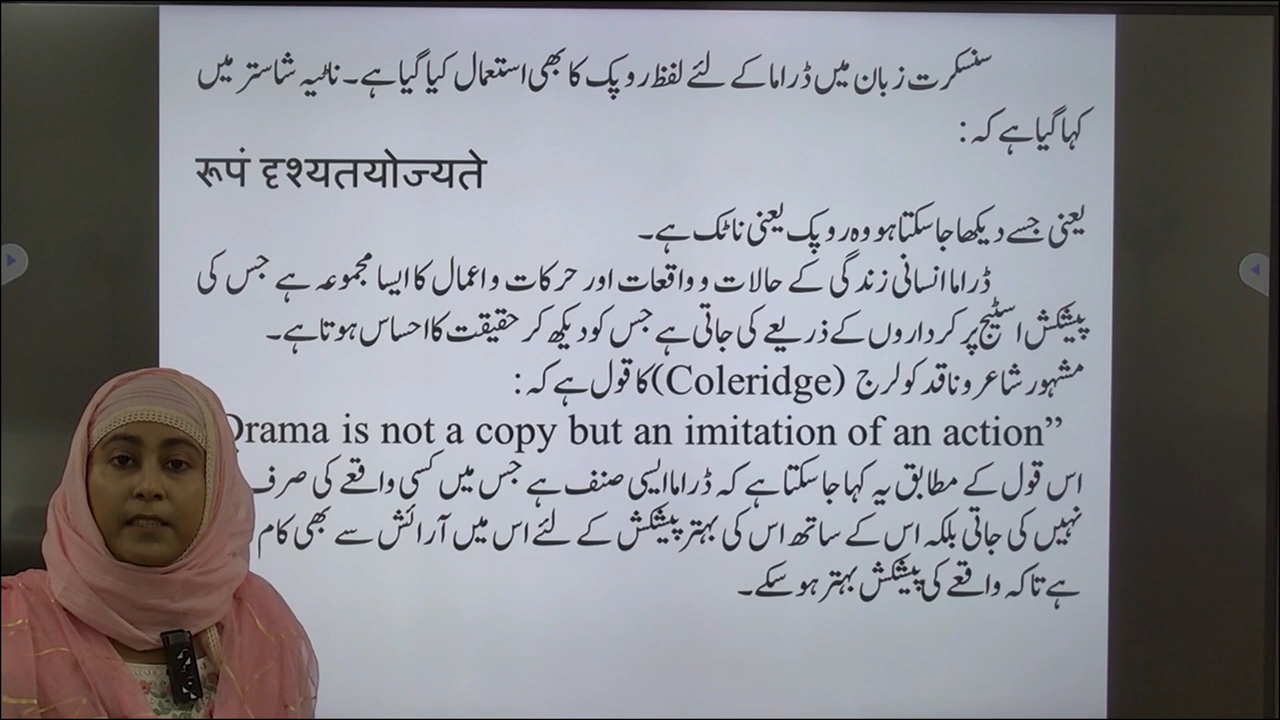 سنسکرت زبان میں ڈراما کے لئے لفظ روپک کا بھی استعمال کیا گیا ہے۔ ناٹیہ شاستر میں
کہا گیا ہے کہ :
रूपं दृश्यतयोज्यते
یعنی جسے دیکھا جاسکتا ہو وہ روپک یعنی ناٹک ہے۔
ڈراما انسانی زندگی کے حالات و واقعات اور حرکات و اعمال کا ایسا مجموعہ ہے جس کی
پیشکش اسٹیج پر کرداروں کے ذریعے کی جاتی ہے جس کو دیکھ کر حقیقت کا احساس ہوتا ہے۔
مشہور شاعر و ناقد کولرج (Coleridge) کا قول ہے کہ :
Drama is not a copy but an imitation of an action”
اس قول کے مطابق یہ کہا جاسکتا ہے کہ ڈراما ایسی صنف ہے جس میں کسی واقعے کی صرف
نہیں کی جاتی بلکہ اس کے ساتھ اس کی بہتر پیشکش کے لئے اس میں آرائش سے بھی کام
ہے تاکہ واقعے کی پیشکش بہتر ہو سکے۔